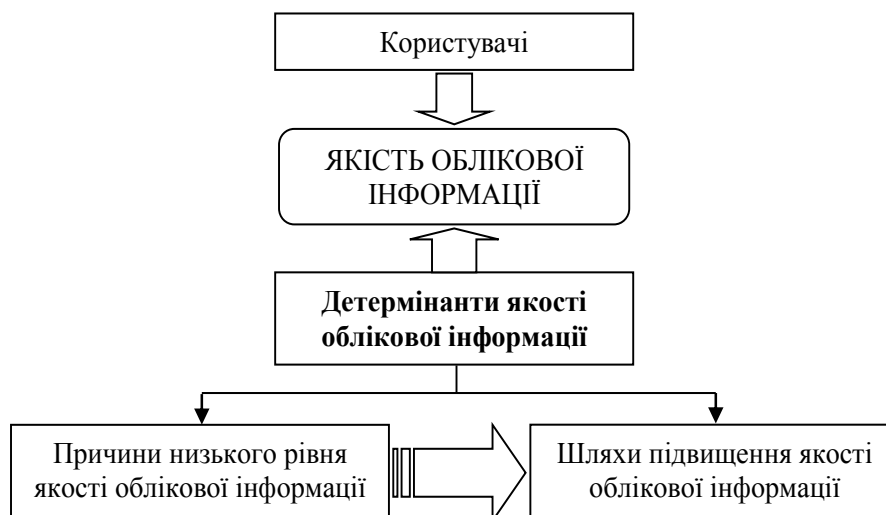 Користувачі
ЯКІСТЬ ОБЛІКОВОЇ
ІНФОРМАЦІЇ
Детермінанти якості
облікової інформації
Причини низького рівня
якості облікової інформації
Шляхи підвищення якості
облікової інформації